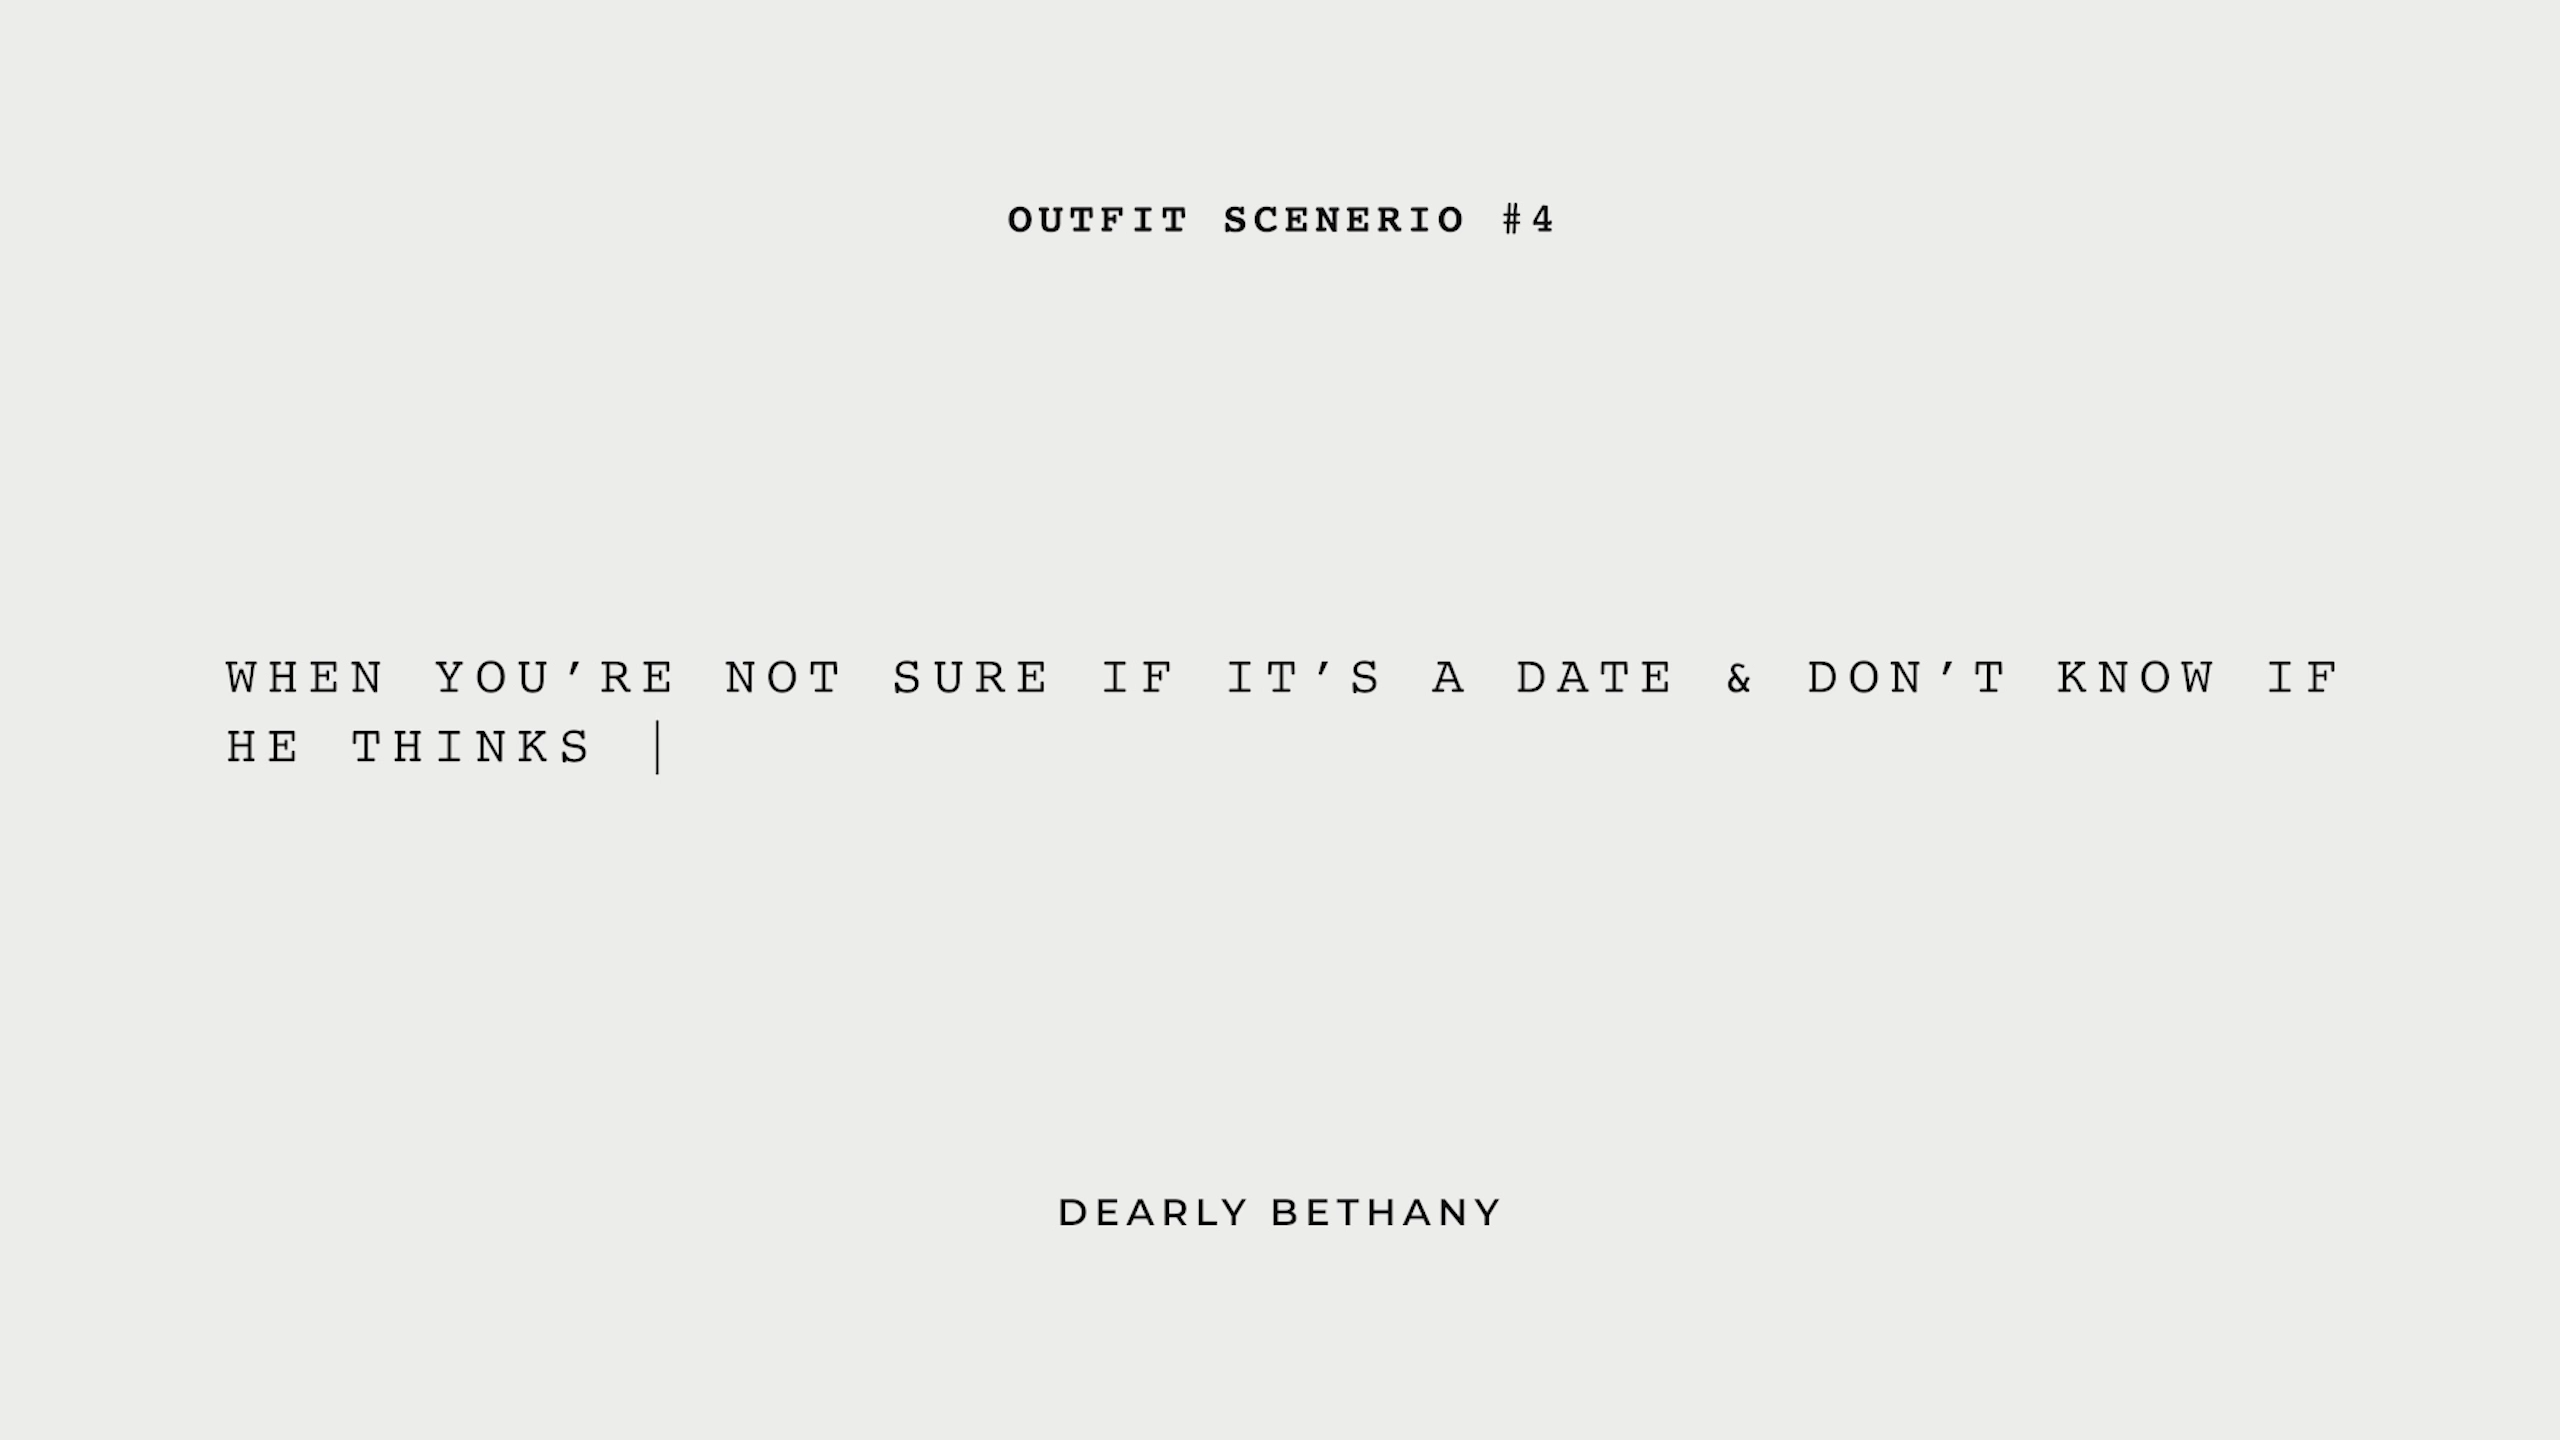 OUTFIT SCENERIO #4
WHEN YOU’RE NOT SURE IF IT’S A DATE & DON’T KNOW IF
HE THINKS |
DEARLY BETHANY